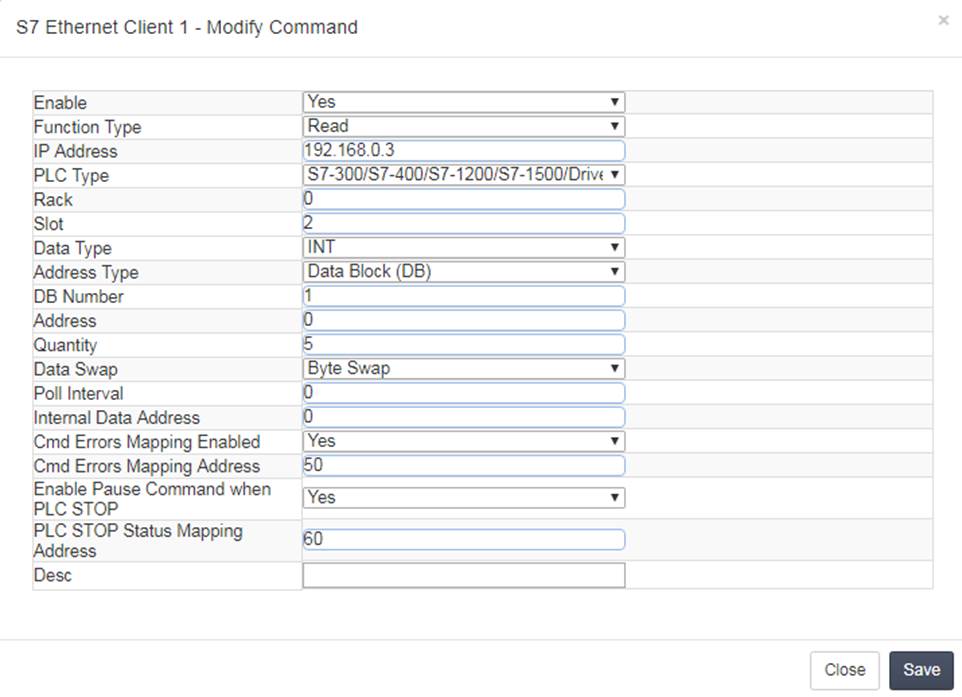 S7 Ethernet Client 1 - Modify Command ×
Enable Yes
Function Type Read
IP Address 192.168.0.3
PLC Type S7-300/S7-400/S7-1200/S7-1500/Drive
Rack 0
Slot 2
Data Type INT
Address Type Data Block (DB)
DB Number 1
Address 0
Quantity 5
Data Swap Byte Swap
Poll Interval 0
Internal Data Address 0
Cmd Errors Mapping Enabled Yes
Cmd Errors Mapping Address 50
Enable Pause Command when
PLC STOP Yes
PLC STOP Status Mapping
Address 60
Desc
Close Save